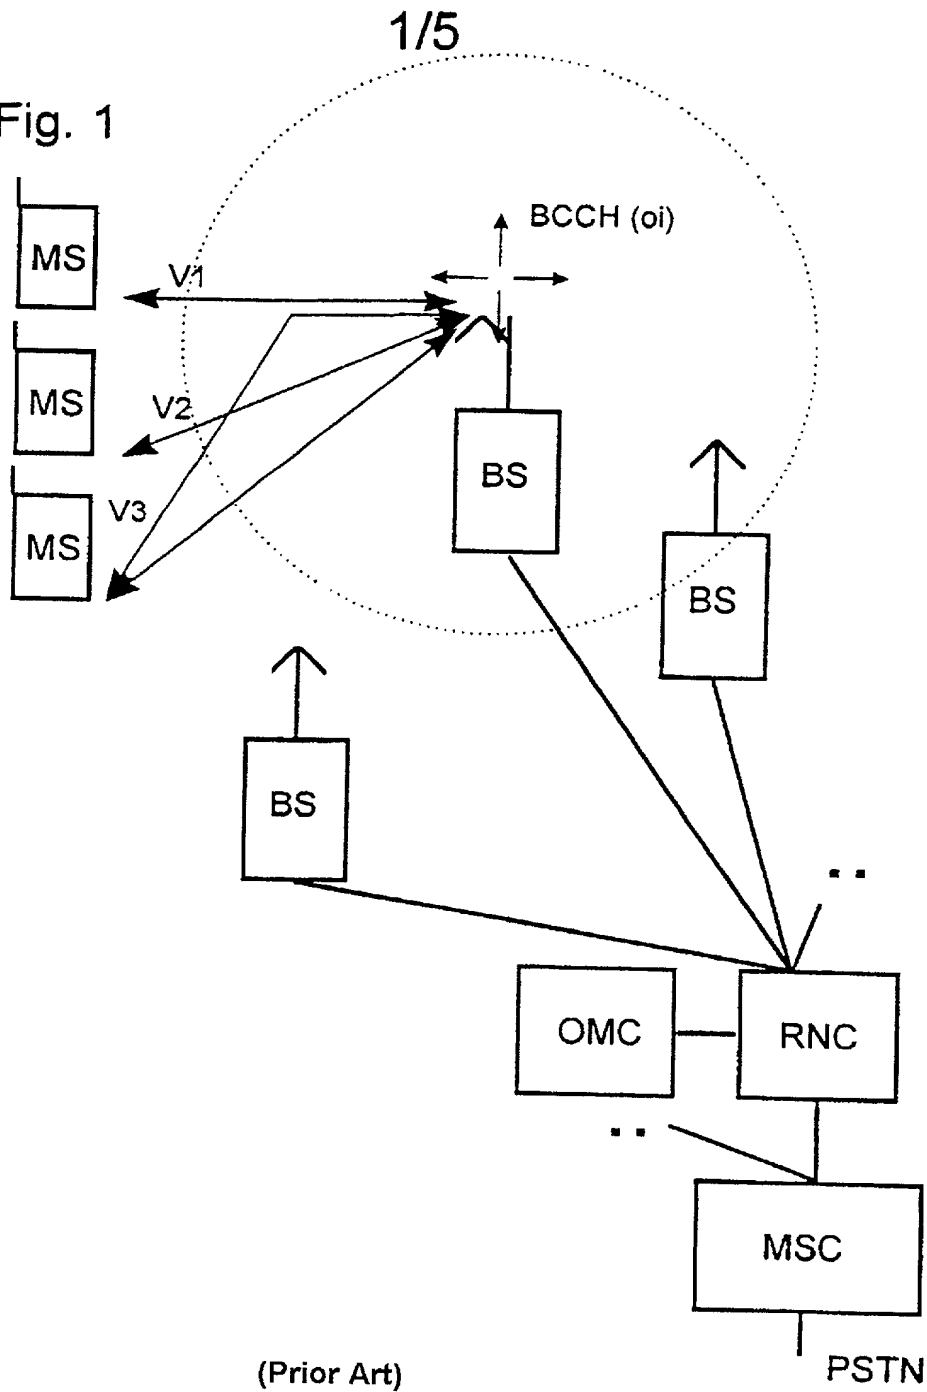 1/5
Fig. 1
BCCH (oi)
MS
V1
MS
V2
BS
V3
MS
BS
BS
. .
OMC
RNC
. .
MSC
PSTN
(Prior Art)